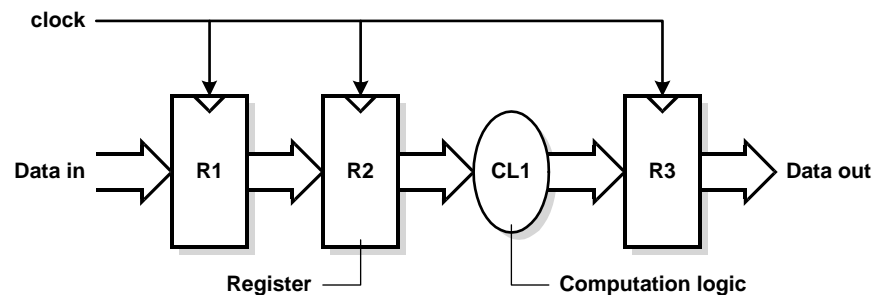 clock
Data in
R1
R2
CL1
R3
Data out
Register
Computation logic